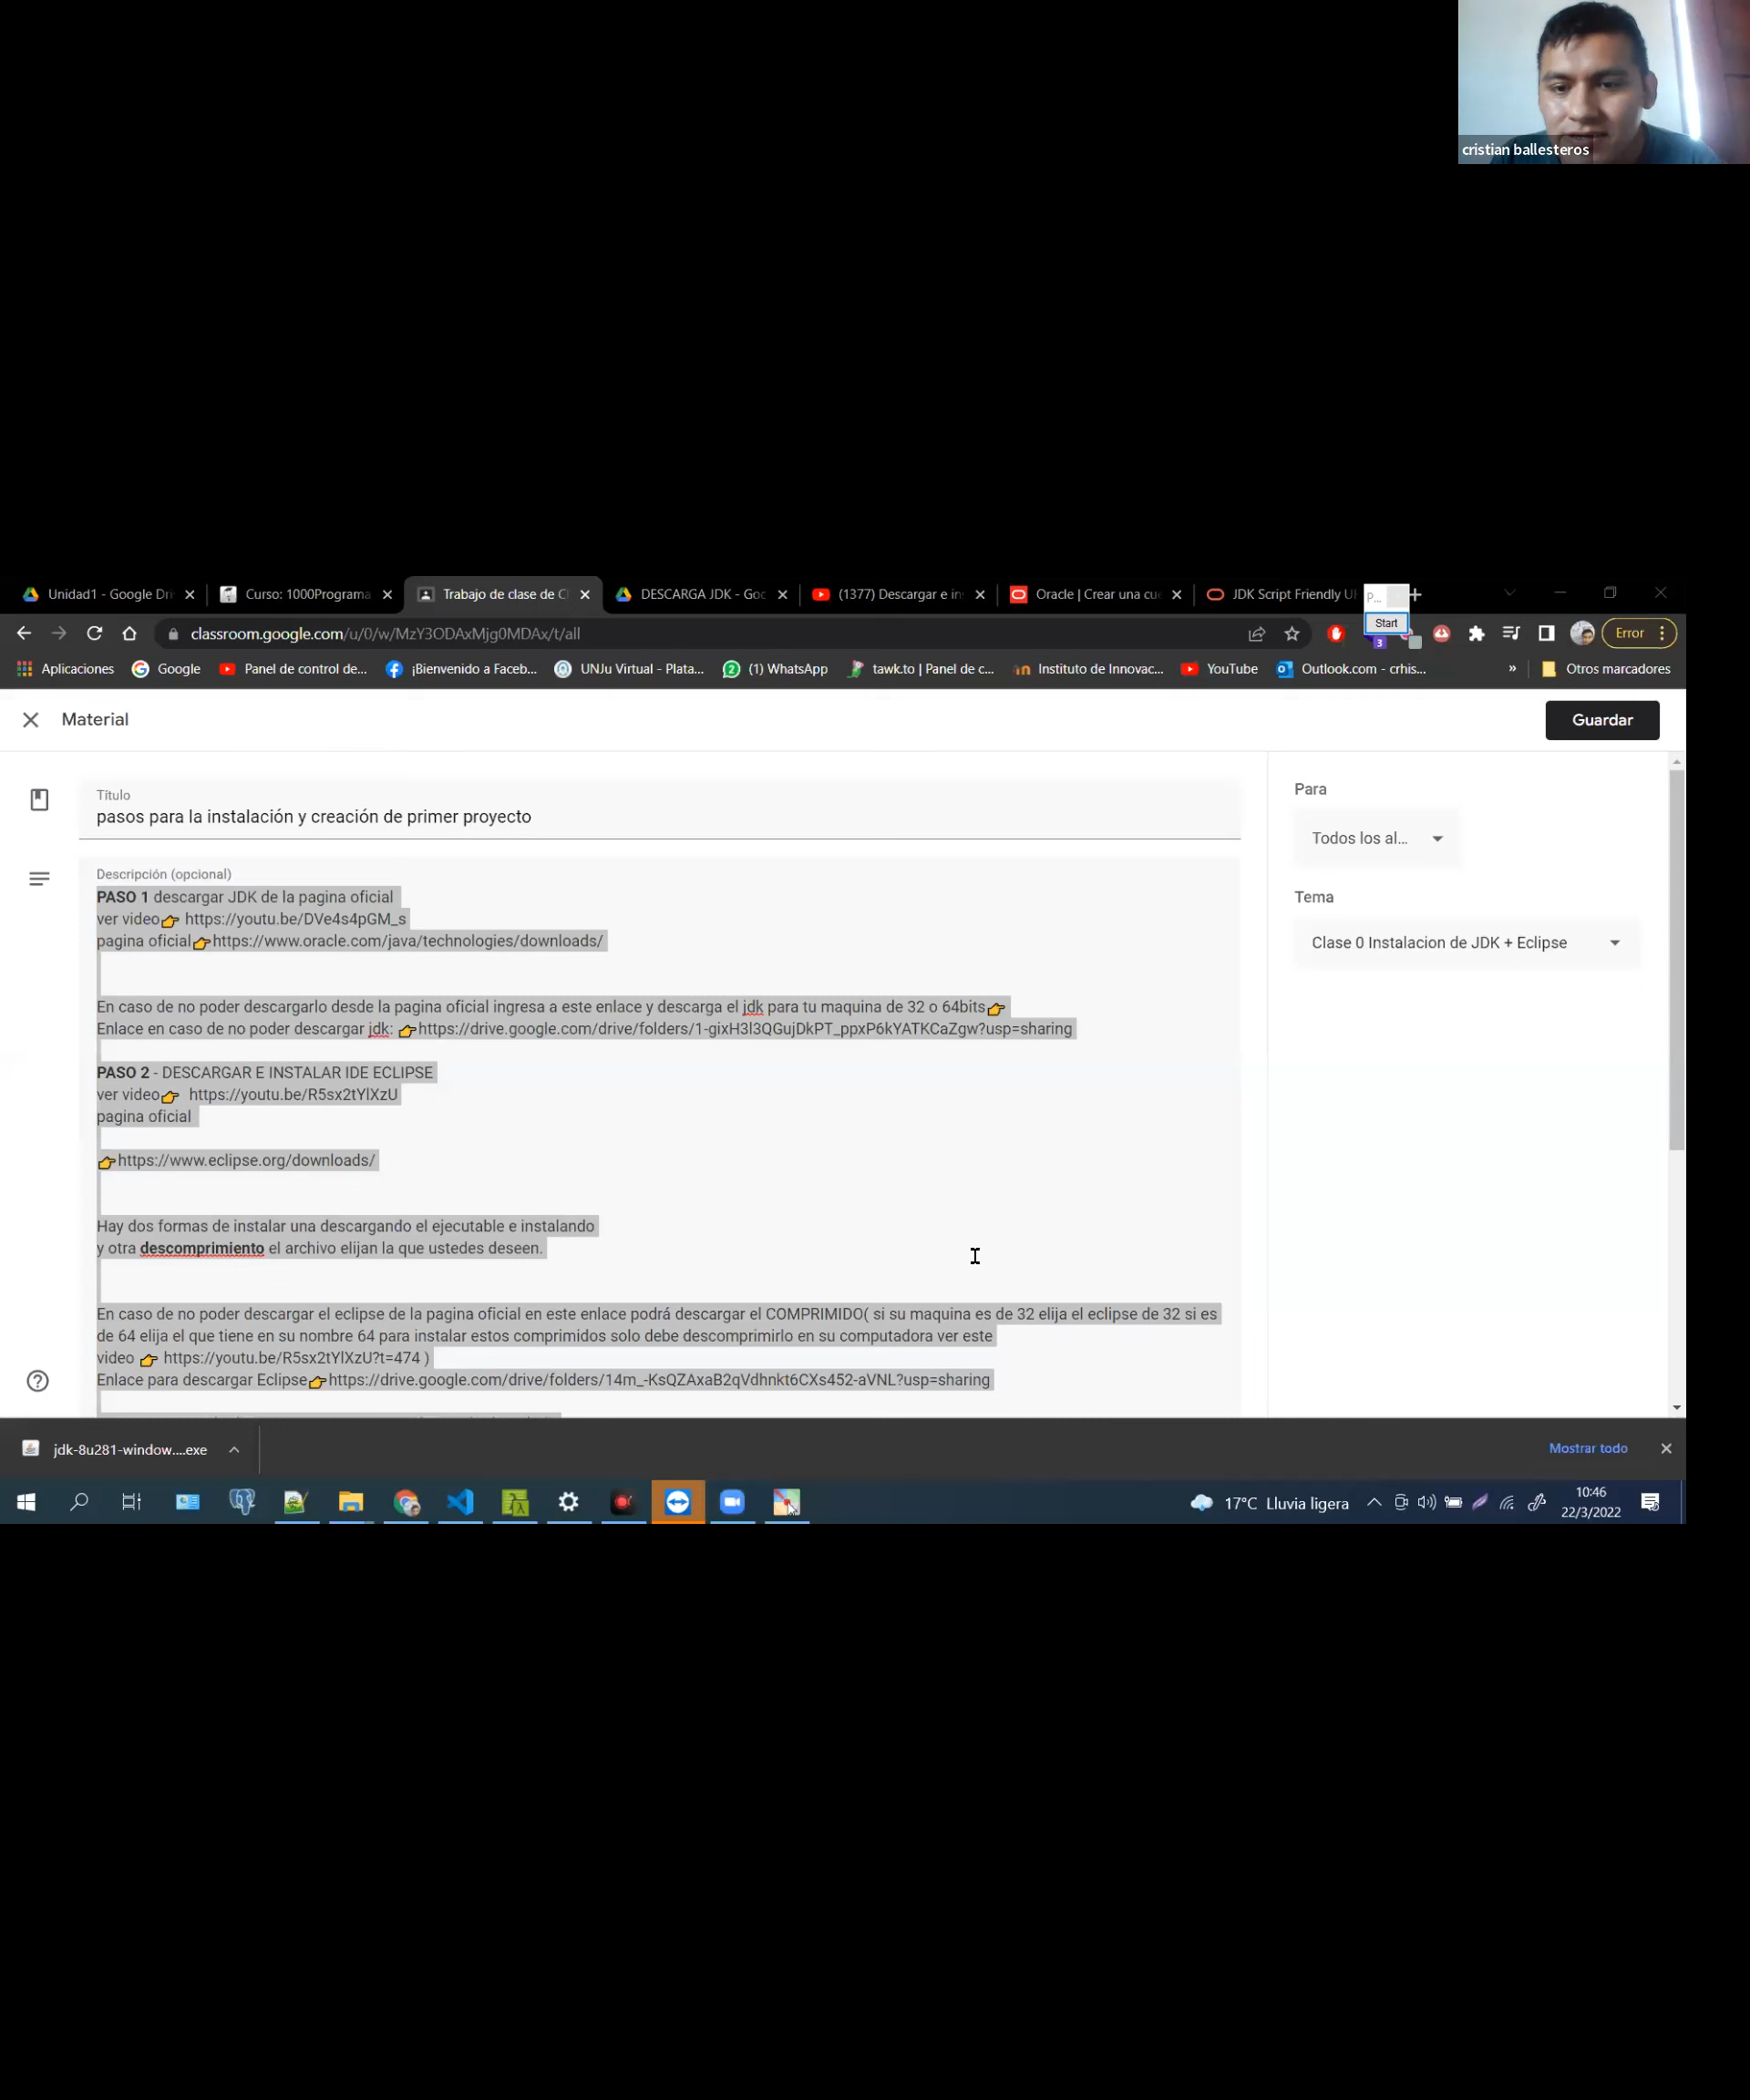 cristian ballesteros
Unidad1 - Google Dri
Curso: 1000Programa
Trabajo de clase de C
DESCARGA JDK - Goo
(1377) Descargar e in
Oracle | Crear una cue
JDK Script Friendly U
P...
Start
classroom.google.com/u/0/w/MzY3ODAxMjg0MDAx/t/all
3
Error
Aplicaciones
Google
Panel de control de...
¡Bienvenido a Faceb...
UNJu Virtual - Plata...
(1) WhatsApp
tawk.to | Panel de c...
Instituto de Innovac...
YouTube
Outlook.com - crhis...
»
Otros marcadores
Material
Guardar
Título
pasos para la instalación y creación de primer proyecto
Descripción (opcional)
PASO 1 descargar JDK de la pagina oficial
ver video👉 https://youtu.be/DVe4s4pGM_s
pagina oficial👉https://www.oracle.com/java/technologies/downloads/
En caso de no poder descargarlo desde la pagina oficial ingresa a este enlace y descarga el jdk para tu maquina de 32 o 64bits👉
Enlace en caso de no poder descargar jdk: 👉https://drive.google.com/drive/folders/1-gixH3l3QGujDkPT_ppxP6kYATKCaZgw?usp=sharing
PASO 2 - DESCARGAR E INSTALAR IDE ECLIPSE
ver video👉 https://youtu.be/R5sx2tYlXzU
pagina oficial
👉https://www.eclipse.org/downloads/
Hay dos formas de instalar una descargando el ejecutable e instalando
y otra descomprimiento el archivo elijan la que ustedes deseen.
En caso de no poder descargar el eclipse de la pagina oficial en este enlace podrá descargar el COMPRIMIDO( si su maquina es de 32 elija el eclipse de 32 si es
de 64 elija el que tiene en su nombre 64 para instalar estos comprimidos solo debe descomprimirlo en su computadora ver este
video 👉 https://youtu.be/R5sx2tYlXzU?t=474 )
Enlace para descargar Eclipse👉https://drive.google.com/drive/folders/14m_-KsQZAxaB2qVdhnkt6CXs452-aVNL?usp=sharing
Para
Todos los al...
Tema
Clase 0 Instalacion de JDK + Eclipse
jdk-8u281-window....exe
Mostrar todo
17°C Lluvia ligera
10:46
22/3/2022